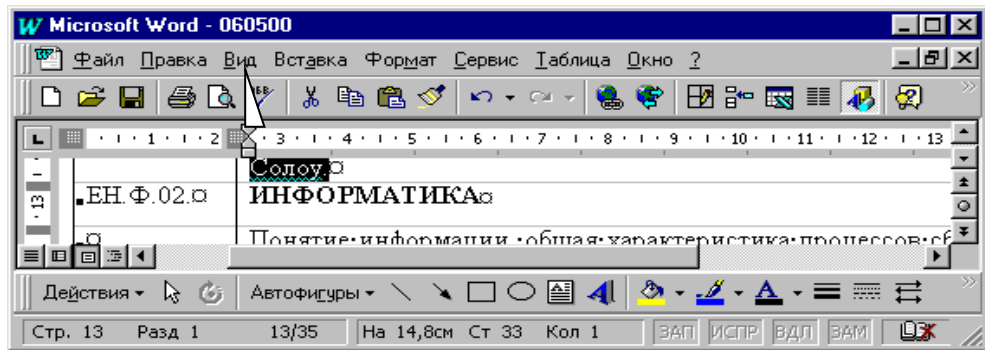 Microsoft Word - 060500
Файл Правка Вид Вставка Формат Сервис Таблица Окно ?
1 2 3 4 5 6 7 8 9 10 11 12 13
Солоу.¤
13
ЕН.Ф.02.¤ ИНФОРМАТИКА¤
¤ Понятие·информации·общая·характеристика·процессов·сб
Действия Автофигуры
Стр. 13 Разд 1 13/35 На 14,8см Ст 33 Кол 1 ЗАП ИСПР ВДЛ ЗАМ